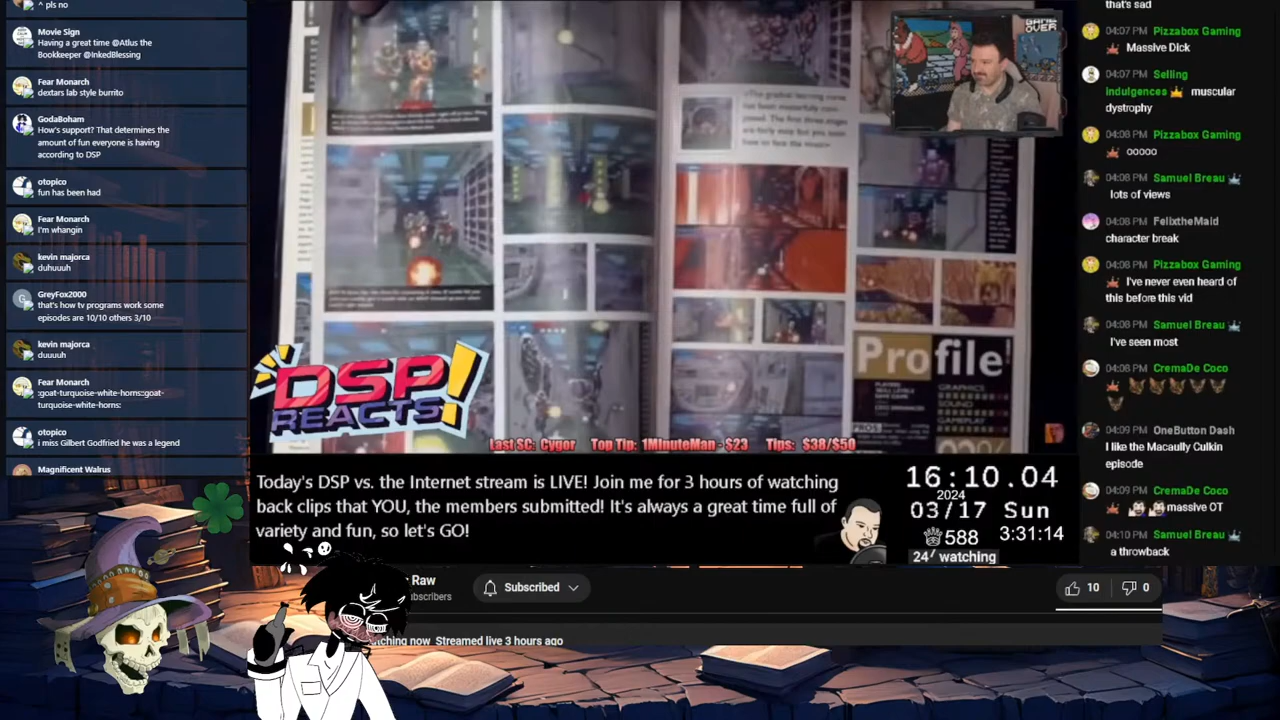 ^ pls no
Movie Sign
Having a great time @Atlus the
Bookkeeper @InkedBlessing
Fear Monarch
dextars lab style burrito
GodaBoham
How's support? That determines the
amount of fun everyone is having
according to DSP
otopico
fun has been had
Fear Monarch
I'm whangin
kevin majorca
duhuuuh
GreyFox2000
that's how tv programs work some
episodes are 10/10 others 3/10
kevin majorca
duuuuh
Fear Monarch
:goat-turquoise-white-horns::goat-
turquoise-white-horns:
otopico
i miss Gilbert Godfried he was a legend
Magnificent Walrus
GAME
OVER
Profile!
PROS:
GRAPHICS
SOUND
GAMEPLAY
DSP
REACTS!
Last SC: Cygor Top Tip: 1MinuteMan - $23 Tips: $38/$50
Today's DSP vs. the Internet stream is LIVE! Join me for 3 hours of watching
back clips that YOU, the members submitted! It's always a great time full of
variety and fun, so let's GO!
16:10.04
2024
03/17 Sun
588 3:31:14
24/ watching
Raw
Subscribed
10
0
Streamed live 3 hours ago
that's sad
04:07 PM Pizzabox Gaming
Massive Dick
04:07 PM Selling
indulgences muscular
dystrophy
04:08 PM Pizzabox Gaming
ooooo
04:08 PM Samuel Breau
lots of views
04:08 PM FelixtheMaid
character break
04:08 PM Pizzabox Gaming
I've never even heard of
this before this vid
04:08 PM Samuel Breau
I've seen most
04:08 PM CremaDe Coco
04:09 PM OneButton Dash
I like the Macaully Culkin
episode
04:09 PM CremaDe Coco
massive OT
04:10 PM Samuel Breau
a throwback